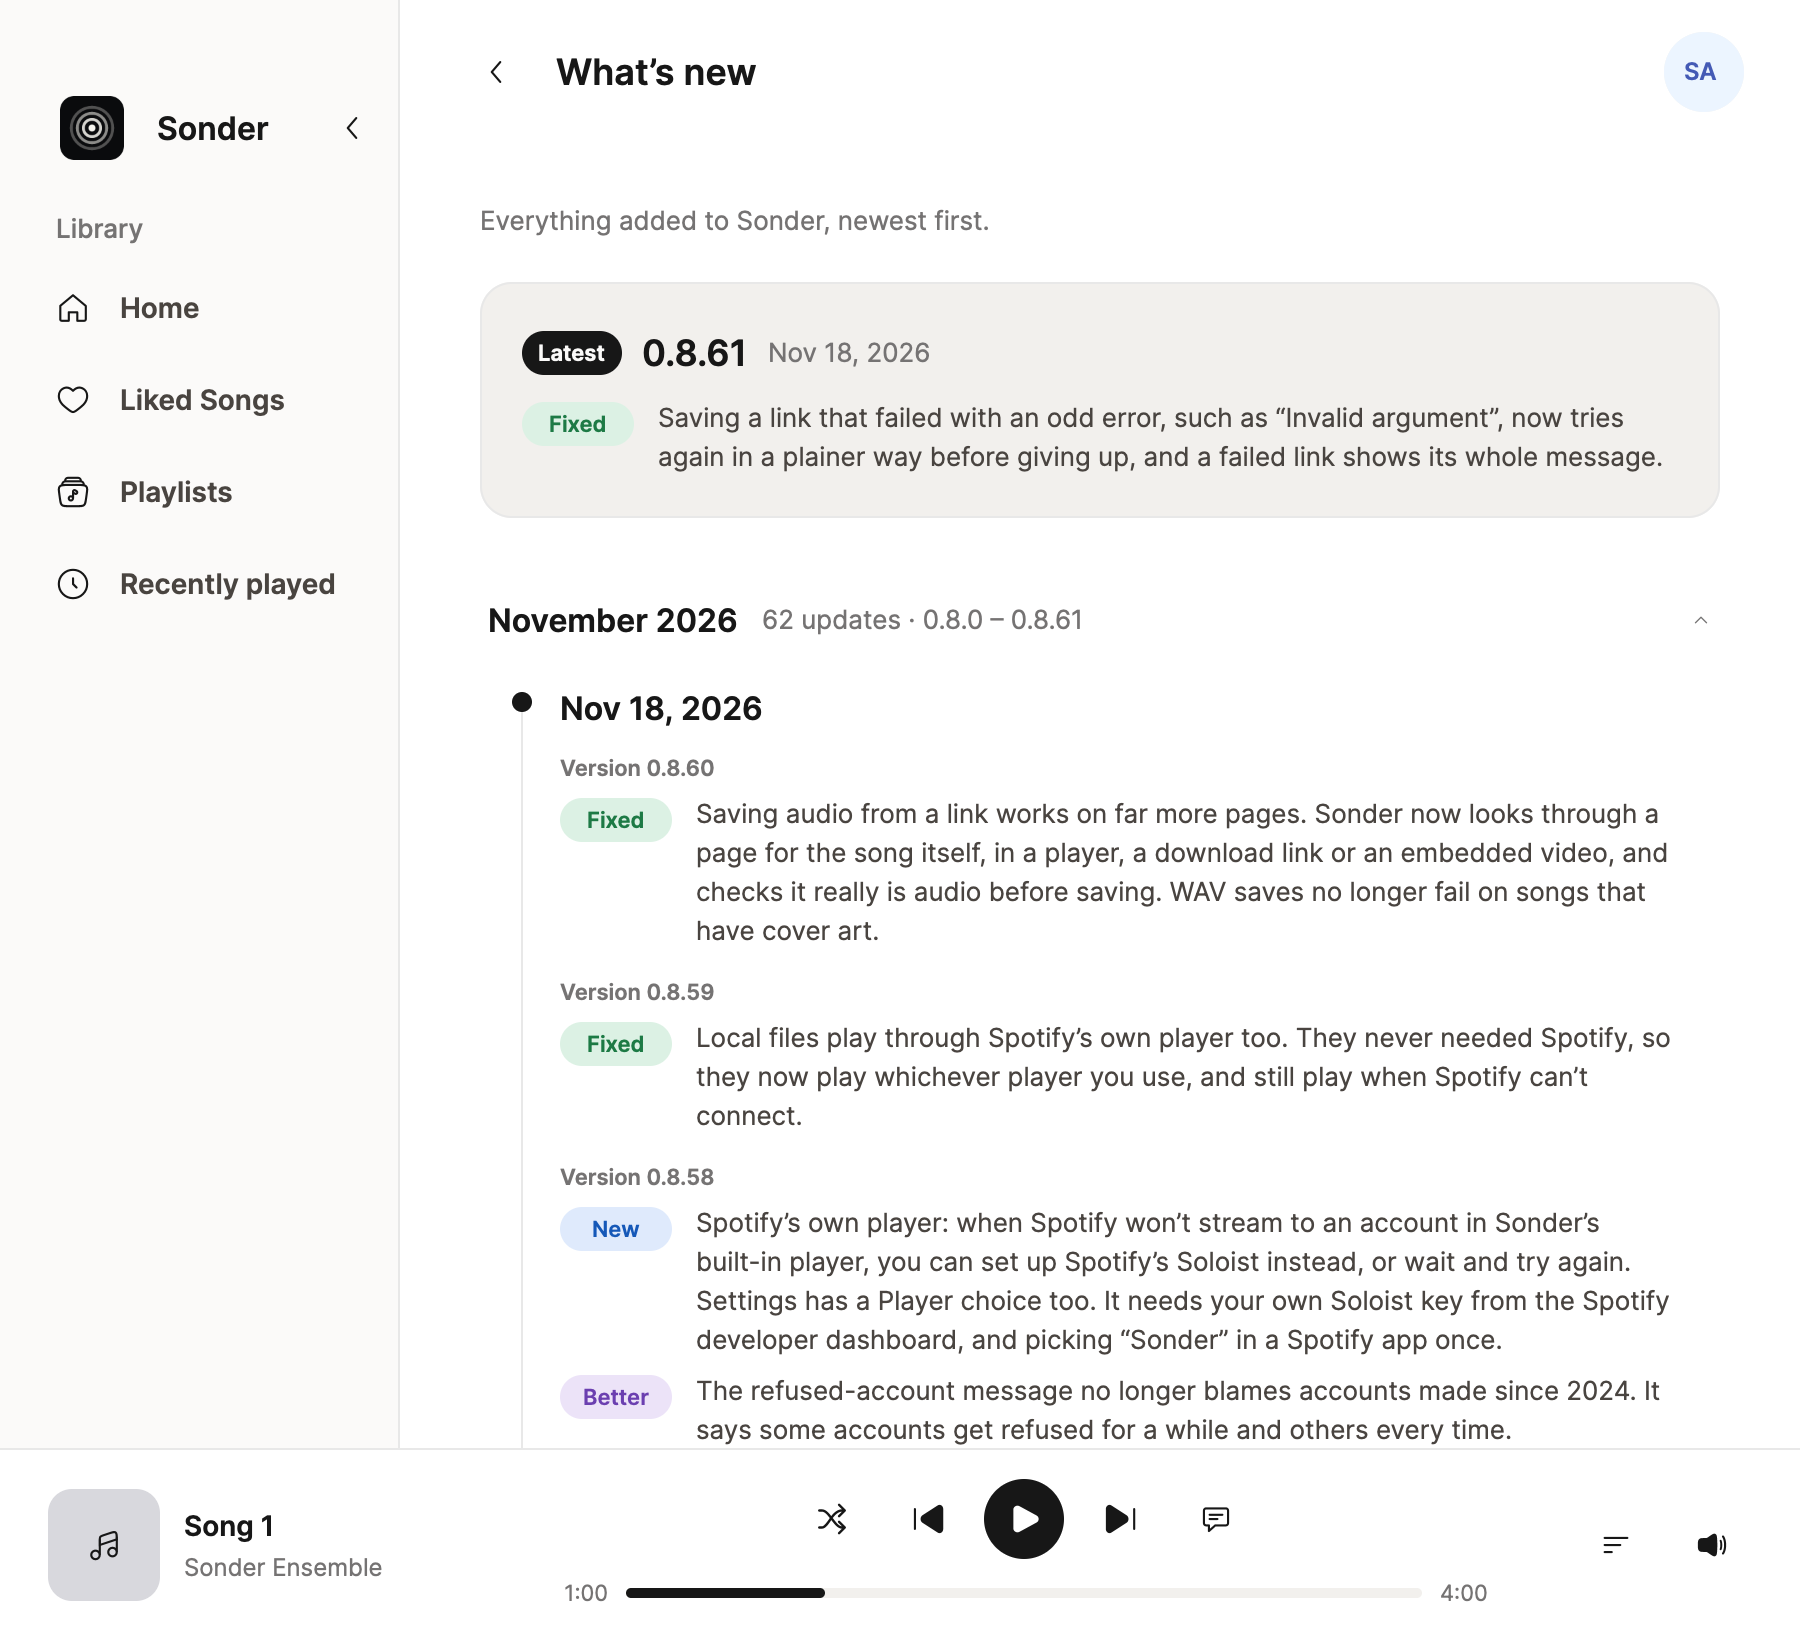 What’s new
SA
Sonder
Library
Home
Liked Songs
Playlists
Recently played
Everything added to Sonder, newest first.
Latest 0.8.61 Nov 18, 2026
Fixed Saving a link that failed with an odd error, such as “Invalid argument”, now tries
again in a plainer way before giving up, and a failed link shows its whole message.
November 2026 62 updates · 0.8.0 – 0.8.61
Nov 18, 2026
Version 0.8.60
Fixed Saving audio from a link works on far more pages. Sonder now looks through a
page for the song itself, in a player, a download link or an embedded video, and
checks it really is audio before saving. WAV saves no longer fail on songs that
have cover art.
Version 0.8.59
Fixed Local files play through Spotify’s own player too. They never needed Spotify, so
they now play whichever player you use, and still play when Spotify can’t
connect.
Version 0.8.58
New Spotify’s own player: when Spotify won’t stream to an account in Sonder’s
built-in player, you can set up Spotify’s Soloist instead, or wait and try again.
Settings has a Player choice too. It needs your own Soloist key from the Spotify
developer dashboard, and picking “Sonder” in a Spotify app once.
Better The refused-account message no longer blames accounts made since 2024. It
says some accounts get refused for a while and others every time.
Song 1
Sonder Ensemble
1:00
4:00